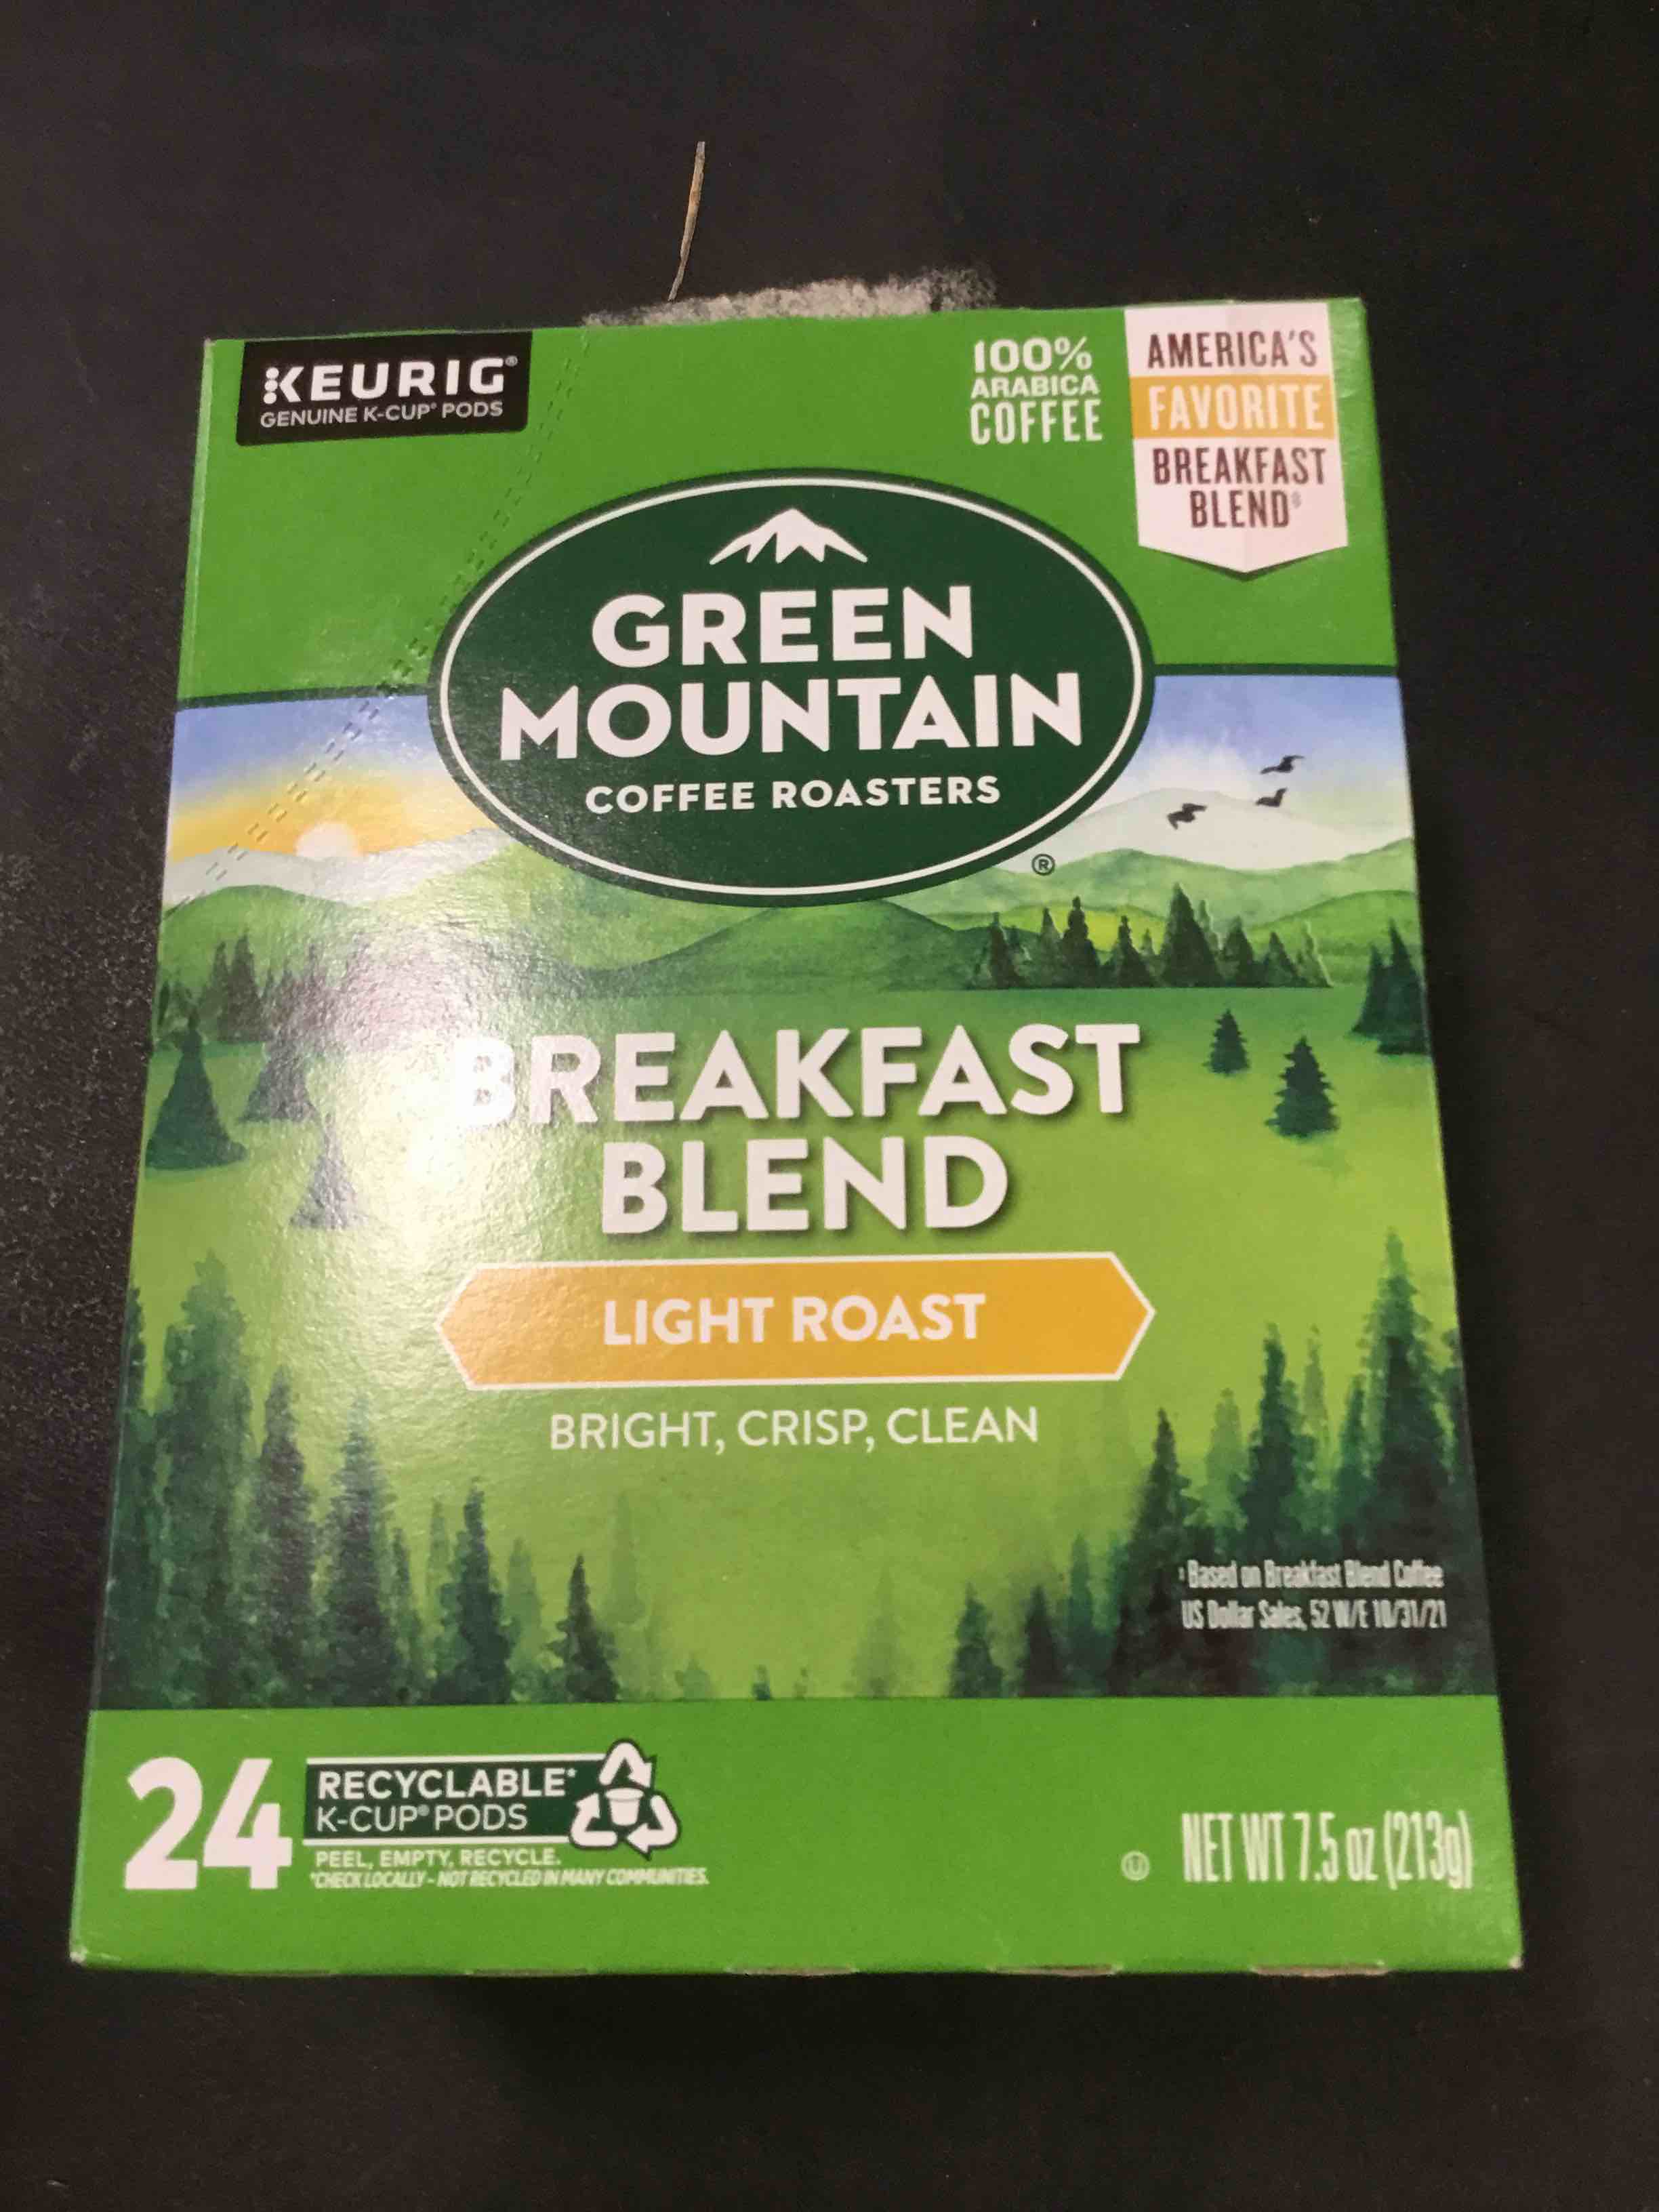 KEURIG®
GENUINE K-CUP® PODS
100%
ARABICA
COFFEE
AMERICA'S
FAVORITE
BREAKFAST
BLEND◊
GREEN
MOUNTAIN
COFFEE ROASTERS
®
BREAKFAST
BLEND
LIGHT ROAST
BRIGHT, CRISP, CLEAN
◊Based on Breakfast Blend Coffee
US Dollar Sales, 52 W/E 10/31/21
24
RECYCLABLE*
K-CUP® PODS
PEEL, EMPTY, RECYCLE.
*CHECK LOCALLY - NOT RECYCLED IN MANY COMMUNITIES.
U
NET WT 7.5 oz (213g)